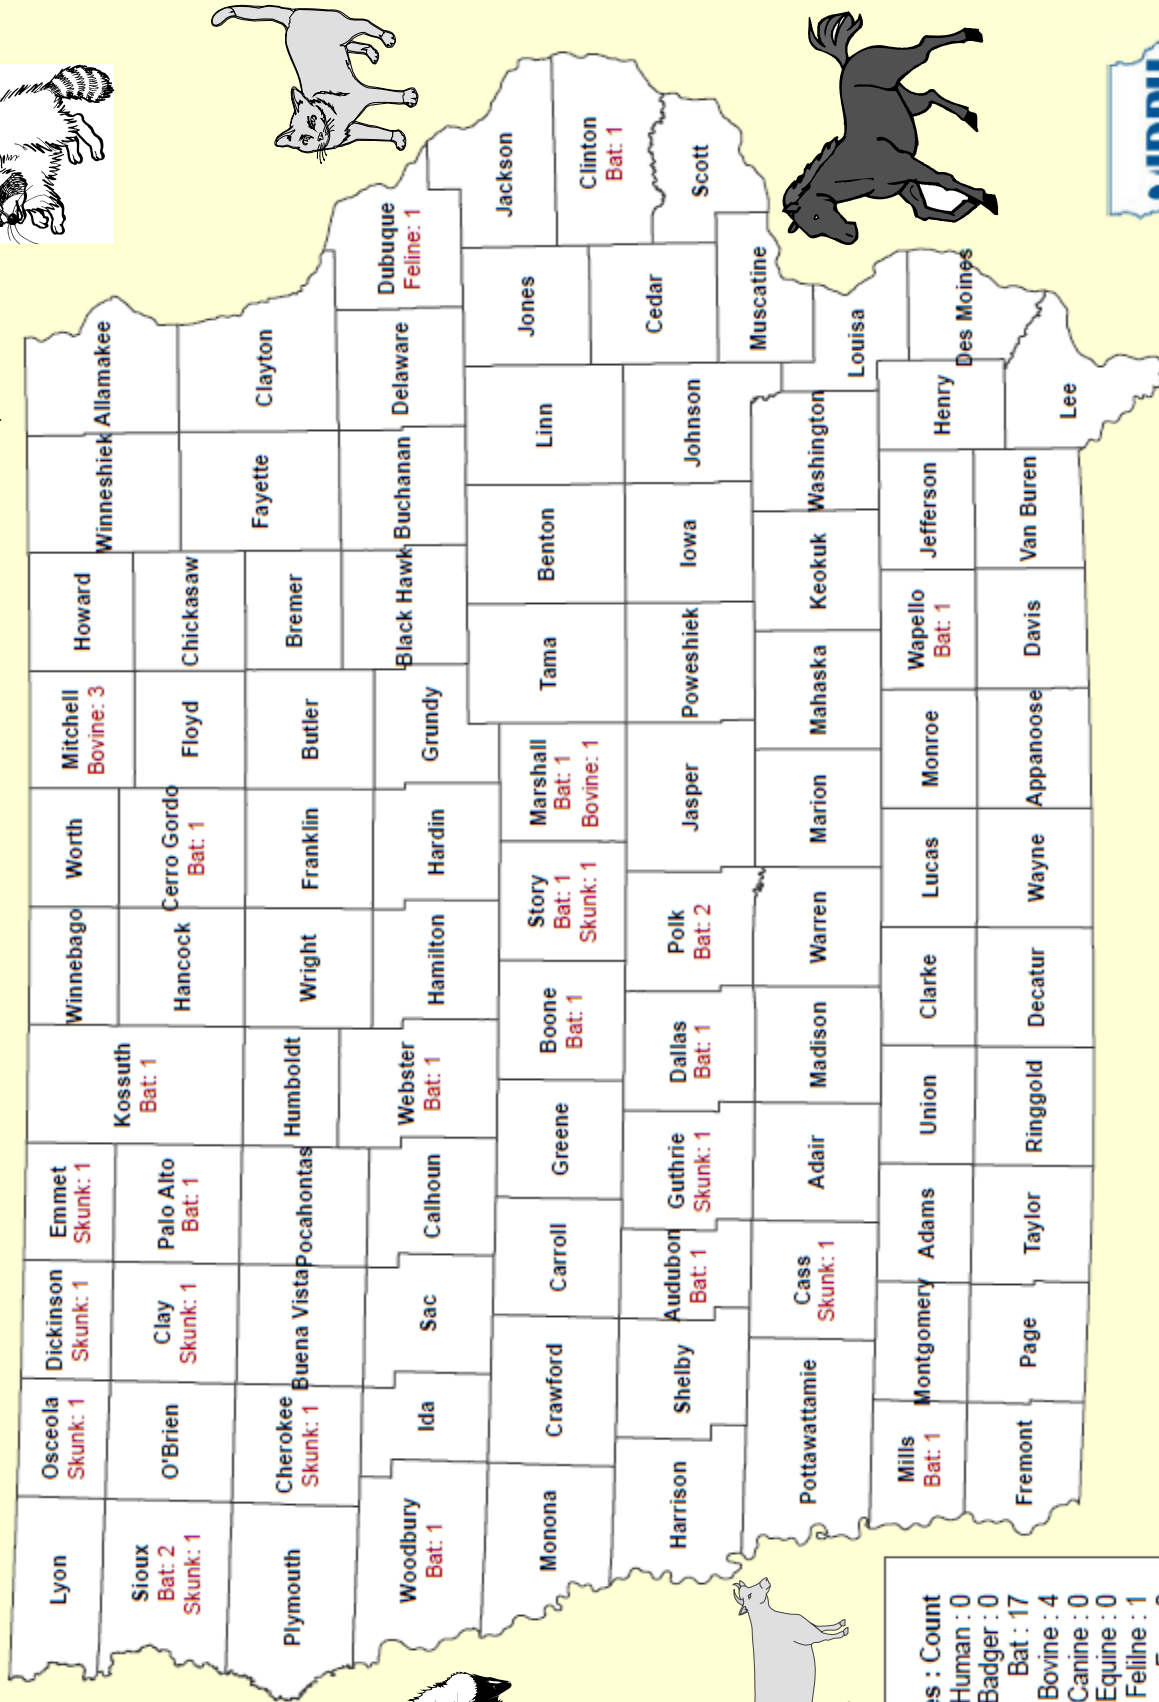 Lyon
Osceola
Skunk: 1
Dickinson
Skunk: 1
Emmet
Skunk: 1
Kossuth
Bat: 1
Winnebago
Worth
Mitchell
Bovine: 3
Howard
Winneshiek
Allamakee
Sioux
Bat: 2
Skunk: 1
O'Brien
Clay
Skunk: 1
Palo Alto
Bat: 1
Hancock
Cerro Gordo
Bat: 1
Floyd
Chickasaw
Fayette
Clayton
Plymouth
Cherokee
Skunk: 1
Buena Vista
Pocahontas
Humboldt
Wright
Franklin
Butler
Bremer
Woodbury
Bat: 1
Ida
Sac
Calhoun
Webster
Bat: 1
Hamilton
Hardin
Grundy
Black Hawk
Buchanan
Delaware
Dubuque
Feline: 1
Monona
Crawford
Carroll
Greene
Boone
Bat: 1
Story
Bat: 1
Skunk: 1
Marshall
Bat: 1
Bovine: 1
Tama
Benton
Linn
Jones
Jackson
Clinton
Bat: 1
Harrison
Shelby
Audubon
Bat: 1
Guthrie
Skunk: 1
Dallas
Bat: 1
Polk
Bat: 2
Jasper
Poweshiek
Iowa
Johnson
Cedar
Scott
Muscatine
Pottawattamie
Cass
Skunk: 1
Adair
Madison
Warren
Marion
Mahaska
Keokuk
Washington
Louisa
Mills
Bat: 1
Montgomery
Adams
Union
Clarke
Lucas
Monroe
Wapello
Bat: 1
Jefferson
Henry
Des Moines
Fremont
Page
Taylor
Ringgold
Decatur
Wayne
Appanoose
Davis
Van Buren
Lee
es : Count
Human : 0
Badger : 0
Bat : 17
Bovine : 4
Canine : 0
Equine : 0
Felilne : 1